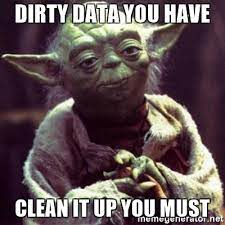 DIRTY DATA YOU HAVE
CLEAN IT UP YOU MUST
memegenerator.net